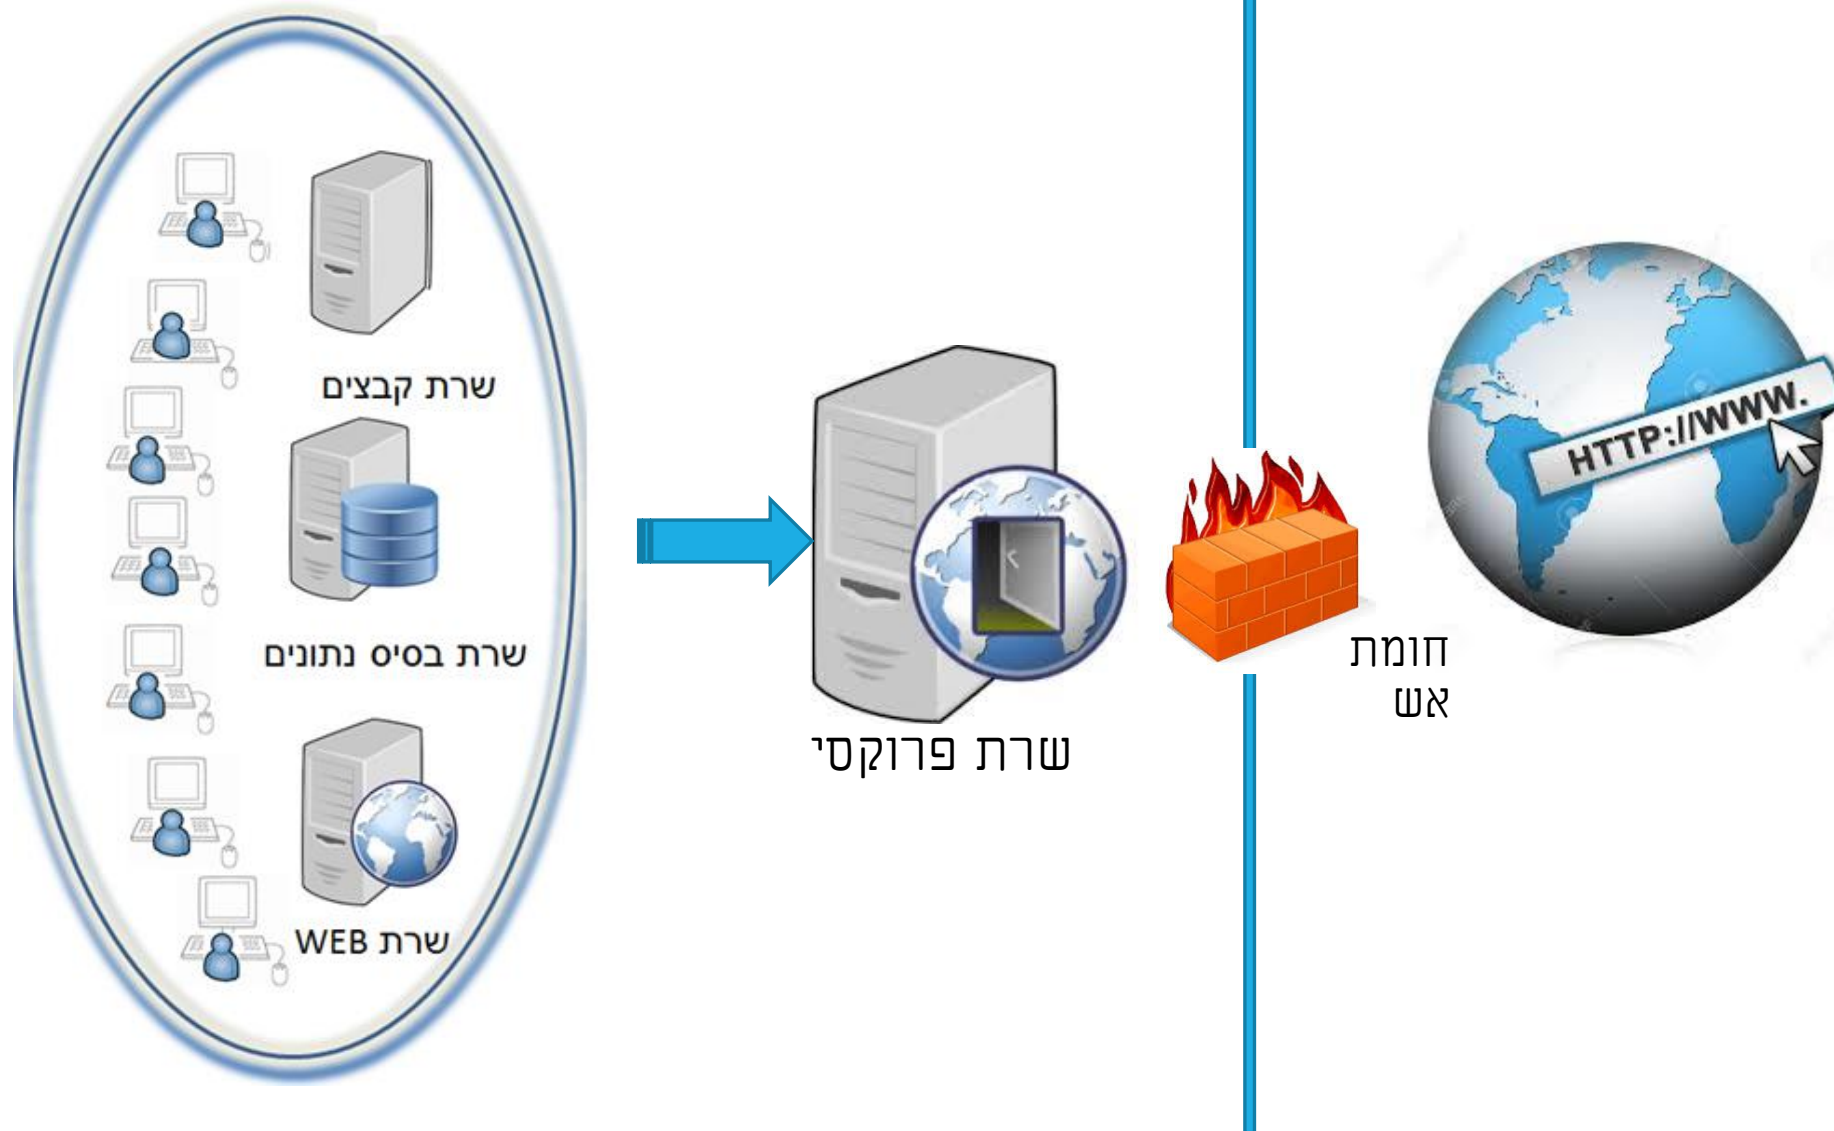 שרת קבצים
שרת בסיס נתונים
שרת WEB
שרת פרוקסי
חומת
אש
HTTP://WWW.